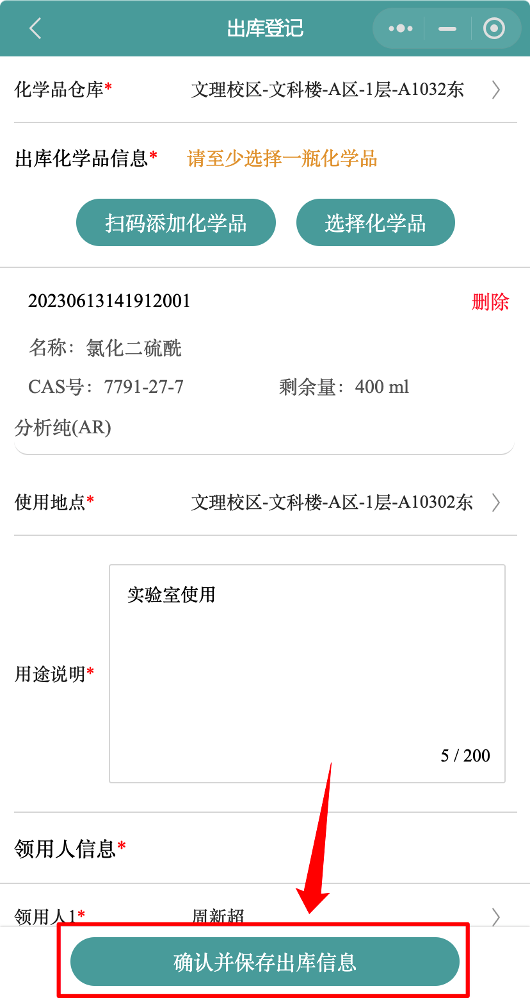 出库登记
化学品仓库* 文理校区-文科楼-A区-1层-A1032东
出库化学品信息* 请至少选择一瓶化学品
扫码添加化学品 选择化学品
20230613141912001 删除
名称：氯化二硫酰
CAS号：7791-27-7 剩余量：400 ml
分析纯(AR)
使用地点* 文理校区-文科楼-A区-1层-A10302东
实验室使用
用途说明*
5 / 200
领用人信息*
领用人1* 周新超
确认并保存出库信息